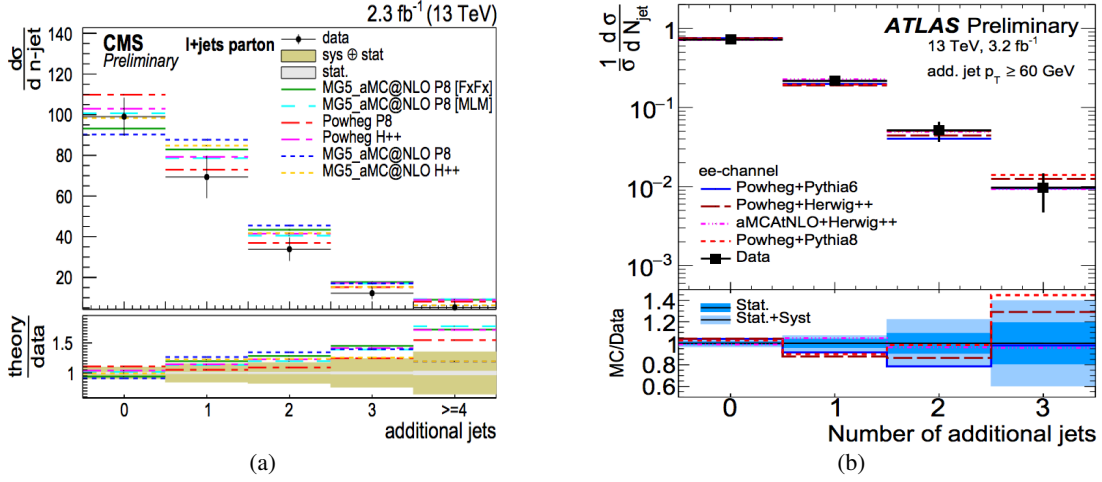 2.3 fb⁻¹ (13 TeV)
CMS
Preliminary
l+jets parton
data
sys ⊕ stat
stat.
MG5_aMC@NLO P8 [FxFx]
MG5_aMC@NLO P8 [MLM]
Powheg P8
Powheg H++
MG5_aMC@NLO P8
MG5_aMC@NLO H++
dσ
d n-jet
140
120
100
80
60
40
20
theory
data
1.5
1
0 1 2 3 >=4
additional jets
(a)
ATLAS Preliminary
13 TeV, 3.2 fb⁻¹
add. jet p_T ≥ 60 GeV
1 d σ
σ d N_jet
1
10⁻¹
10⁻²
10⁻³
ee-channel
Powheg+Pythia6
Powheg+Herwig++
aMCAtNLO+Herwig++
Powheg+Pythia8
Data
MC/Data
1.4
1.2
1
0.8
0.6
Stat.
Stat.+Syst
0 1 2 3
Number of additional jets
(b)